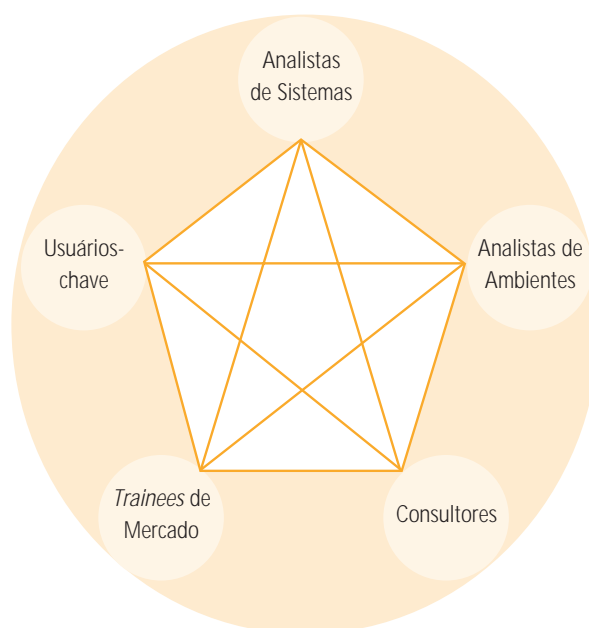 Analistas
de Sistemas
Usuários-
chave
Analistas de
Ambientes
Trainees de
Mercado
Consultores